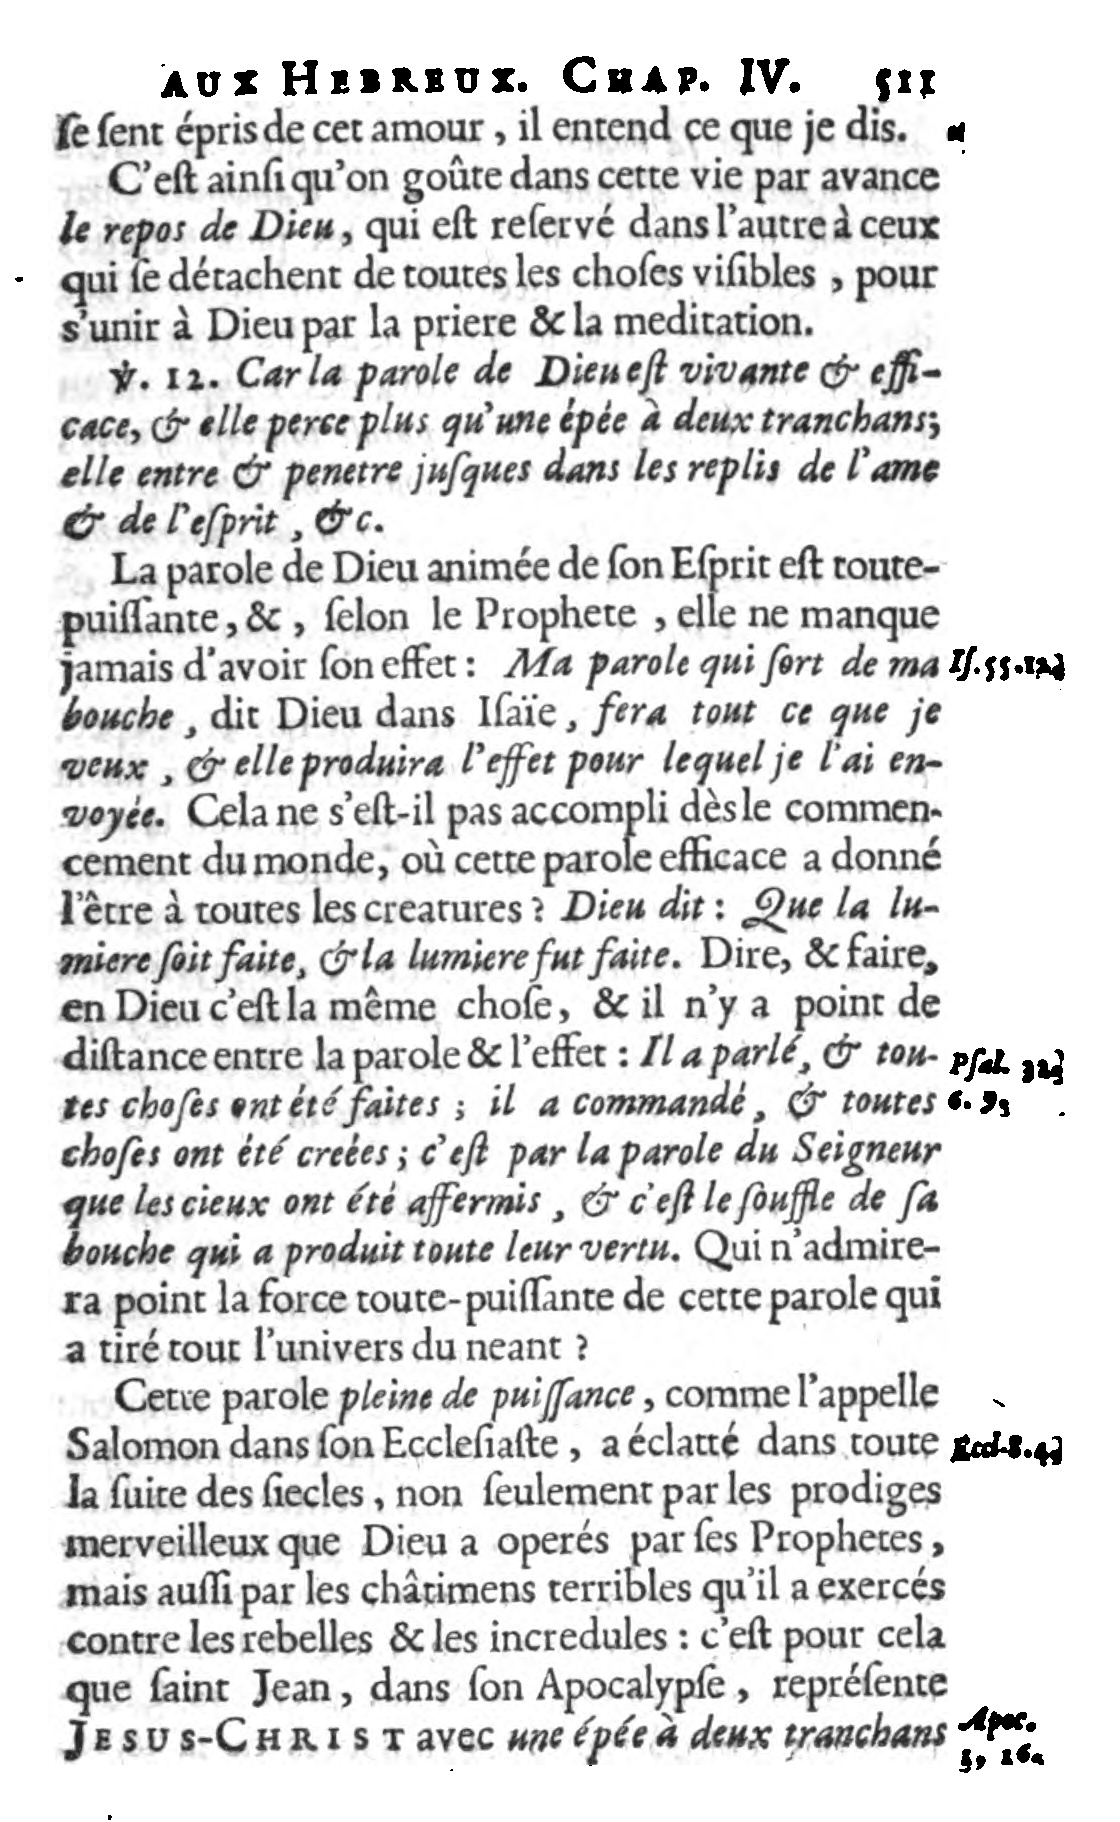 AUX HEBREUX. CHAP. IV. 511
ſe ſent épris de cet amour, il entend ce que je dis.
C'eſt ainſi qu'on goûte dans cette vie par avance
le repos de Dieu, qui eſt reſervé dans l'autre à ceux
qui ſe détachent de toutes les choſes viſibles, pour
s'unir à Dieu par la priere & la meditation.
℣. 12. Car la parole de Dieu eſt vivante & effi-
cace, & elle perce plus qu'une épée à deux tranchans;
elle entre & penetre juſques dans les replis de l'ame
& de l'eſprit, &c.
La parole de Dieu animée de ſon Eſprit eſt toute-
puiſſante, &, ſelon le Prophete, elle ne manque
jamais d'avoir ſon effet: Ma parole qui ſort de ma Iſ. 55. 12.
bouche, dit Dieu dans Iſaïe, fera tout ce que je
veux, & elle produira l'effet pour lequel je l'ai en-
voyée. Cela ne s'eſt-il pas accompli dès le commen-
cement du monde, où cette parole efficace a donné
l'être à toutes les creatures? Dieu dit: Que la lu-
miere ſoit faite, & la lumiere fut faite. Dire, & faire,
en Dieu c'eſt la même choſe, & il n'y a point de
diſtance entre la parole & l'effet: Il a parlé, & tou- Pſal. 32.
tes choſes ont été faites; il a commandé, & toutes 6. 9.
choſes ont été creées; c'eſt par la parole du Seigneur
que les cieux ont été affermis, & c'eſt le ſouffle de ſa
bouche qui a produit toute leur vertu. Qui n'admire-
ra point la force toute-puiſſante de cette parole qui
a tiré tout l'univers du neant?
Cette parole pleine de puiſſance, comme l'appelle
Salomon dans ſon Eccleſiaſte, a éclatté dans toute Eccl. 8. 4.
la ſuite des ſiecles, non ſeulement par les prodiges
merveilleux que Dieu a operés par ſes Prophetes,
mais auſſi par les châtimens terribles qu'il a exercés
contre les rebelles & les incredules: c'eſt pour cela
que ſaint Jean, dans ſon Apocalypſe, repréſente
JESUS-CHRIST avec une épée à deux tranchans Apoc.
16.